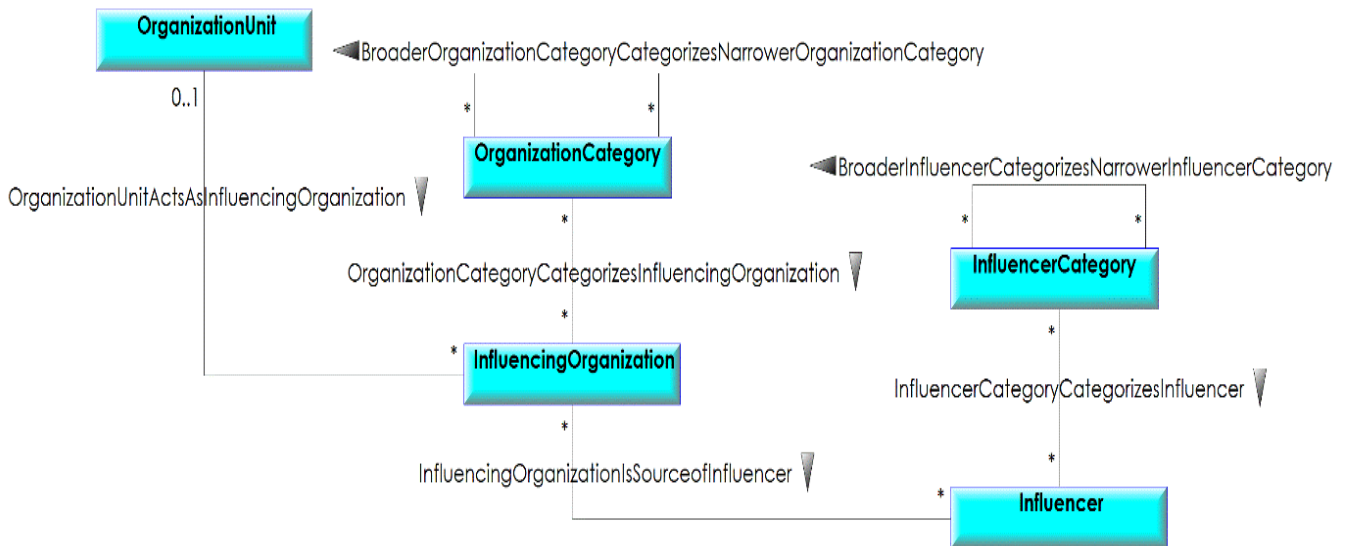 OrganizationUnit
BroaderOrganizationCategoryCategorizesNarrowerOrganizationCategory
0..1
* *
OrganizationCategory
BroaderInfluencerCategorizesNarrowerInfluencerCategory
OrganizationUnitActsAsInfluencingOrganization
* *
*
InfluencerCategory
OrganizationCategoryCategorizesInfluencingOrganization
*
*
*
InfluencingOrganization
InfluencerCategoryCategorizesInfluencer
*
*
InfluencingOrganizationIsSourceofInfluencer
*
Influencer